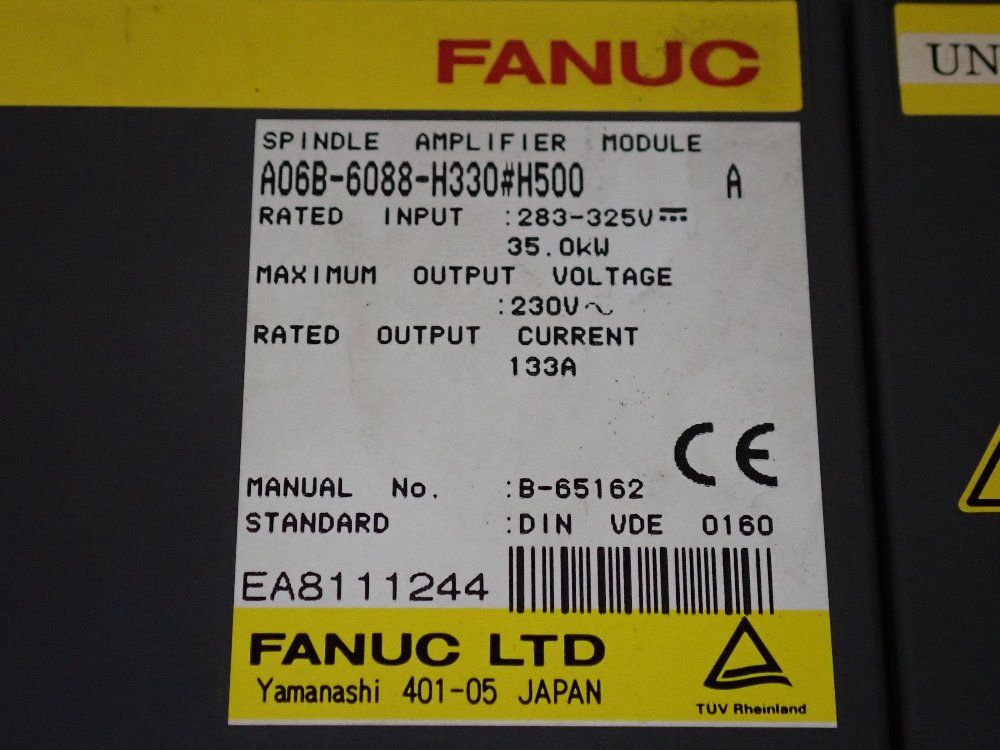 FANUC
UN
SPINDLE AMPLIFIER MODULE
A06B-6088-H330#H500 A
RATED INPUT :283-325V⎓
35.0kW
MAXIMUM OUTPUT VOLTAGE
:230V~
RATED OUTPUT CURRENT
133A
CE
MANUAL No. :B-65162
STANDARD :DIN VDE 0160
EA8111244
FANUC LTD
Yamanashi 401-05 JAPAN
TÜV Rheinland